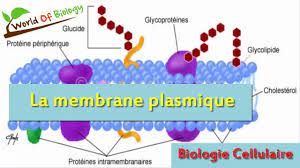 World Of Biology
Glycoprotéines
Glucide
Protéine périphérique
Glycolipide
Cholestérol
La membrane plasmique
Protéines intramembranaires
Biologie Cellulaire